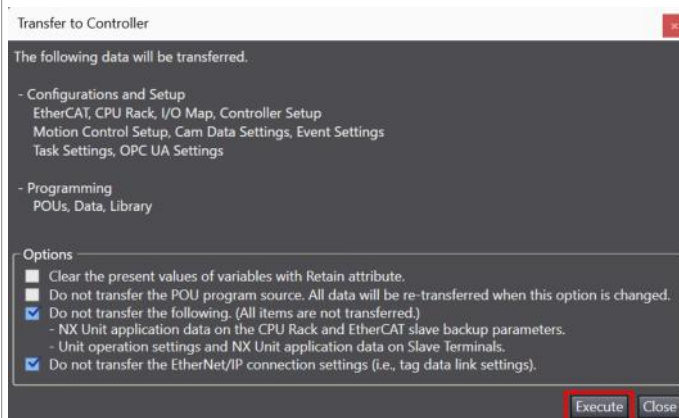 Transfer to Controller
The following data will be transferred.
- Configurations and Setup
EtherCAT, CPU Rack, I/O Map, Controller Setup
Motion Control Setup, Cam Data Settings, Event Settings
Task Settings, OPC UA Settings
- Programming
POUs, Data, Library
Options
Clear the present values of variables with Retain attribute.
Do not transfer the POU program source. All data will be re-transferred when this option is changed.
Do not transfer the following. (All items are not transferred.)
- NX Unit application data on the CPU Rack and EtherCAT slave backup parameters.
- Unit operation settings and NX Unit application data on Slave Terminals.
Do not transfer the EtherNet/IP connection settings (i.e., tag data link settings).
Execute Close